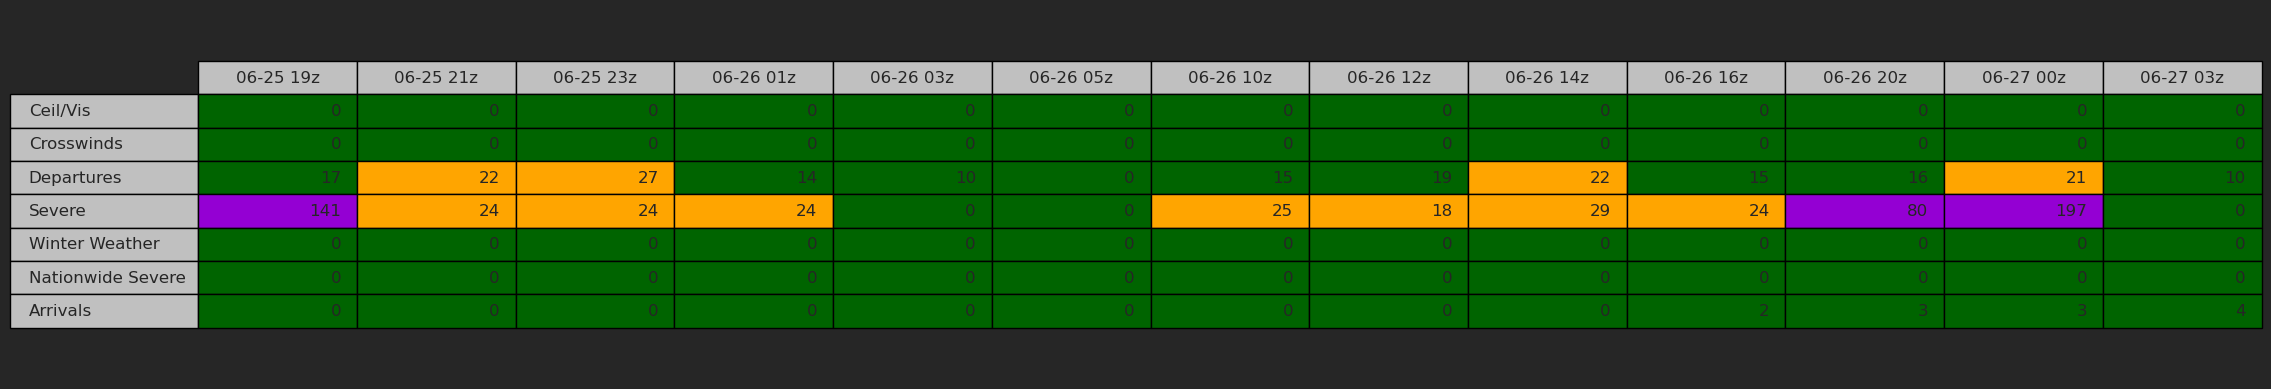 06-25 19z 06-25 21z 06-25 23z 06-26 01z 06-26 03z 06-26 05z 06-26 10z 06-26 12z 06-26 14z 06-26 16z 06-26 20z 06-27 00z 06-27 03z
Ceil/Vis 0 0 0 0 0 0 0 0 0 0 0 0 0
Crosswinds 0 0 0 0 0 0 0 0 0 0 0 0 0
Departures 17 22 27 14 10 0 15 19 22 15 16 21 10
Severe 141 24 24 24 0 0 25 18 29 24 80 197 0
Winter Weather 0 0 0 0 0 0 0 0 0 0 0 0 0
Nationwide Severe 0 0 0 0 0 0 0 0 0 0 0 0 0
Arrivals 0 0 0 0 0 0 0 0 0 2 3 3 4